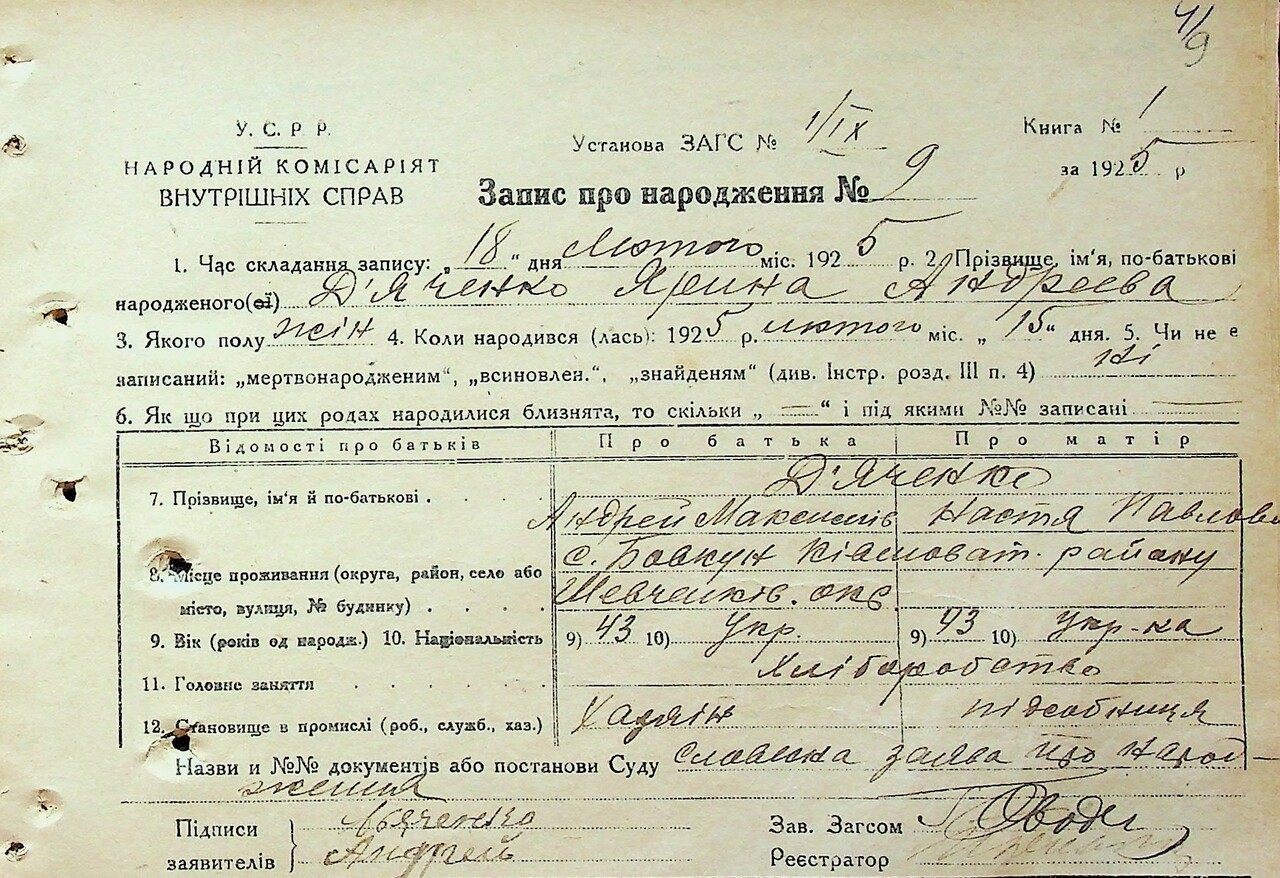 4/9
У. С. Р. Р.
НАРОДНІЙ КОМІСАРІЯТ
ВНУТРІШНІХ СПРАВ
Установа ЗАГС № 1/IX
Книга № 1
за 1925 р
Запис про народження № 9
1. Час складання запису: „18“ дня лютого міс. 1925 р. 2. Прізвище, ім'я, по-батькові
народженого(ої) Д'Яченко Ярина Андреева
3. Якого полу жін 4. Коли народився (лась): 1925 р. лютого міс. „15“ дня. 5. Чи не є
записаний: „мертвонародженим“, „всиновлен.“, „знайденям“ (див. Інстр. розд. III п. 4) ні
6. Як що при цих родах народилися близнята, то скільки „ — “ і під якими №№ записані —
Відомості про батьків Про батька Про матір
Д'Яченко
7. Прізвище, ім'я й по-батькові . . . .
Андрей Максимів Настя Павлова
с. Бовкун району
8. Місце проживання (округа, район, село або
місто, вулиця, № будинку) . . . .
Шевченків. окр.
9. Вік (років од народж.) 10. Національність 9) 43 10) Укр. 9) 43 10) Укр-ка
Хліборобство
11. Головне заняття . . . . . .
12. Становище в промислі (роб., служб., хаз.) Хазяін підсобниця
Назви и №№ документів або постанови Суду словесна заява про народ-
ження
Підписи Дяченко
заявителів Андрей
Зав. Загсом
Реєстратор